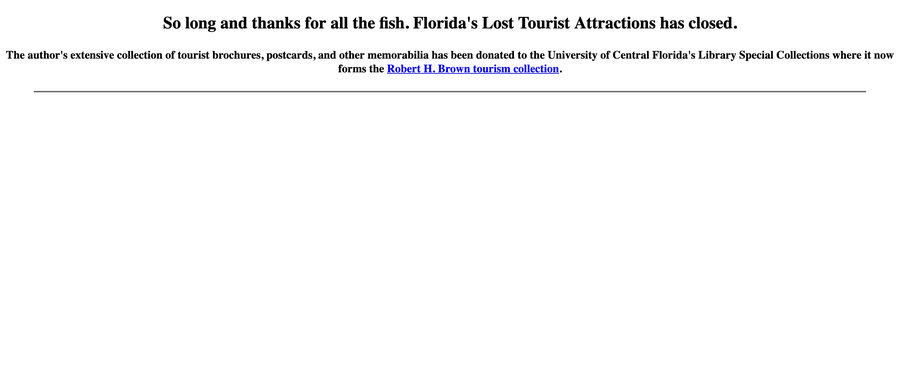 So long and thanks for all the fish. Florida's Lost Tourist Attractions has closed.
The author's extensive collection of tourist brochures, postcards, and other memorabilia has been donated to the University of Central Florida's Library Special Collections where it now
forms the Robert H. Brown tourism collection.